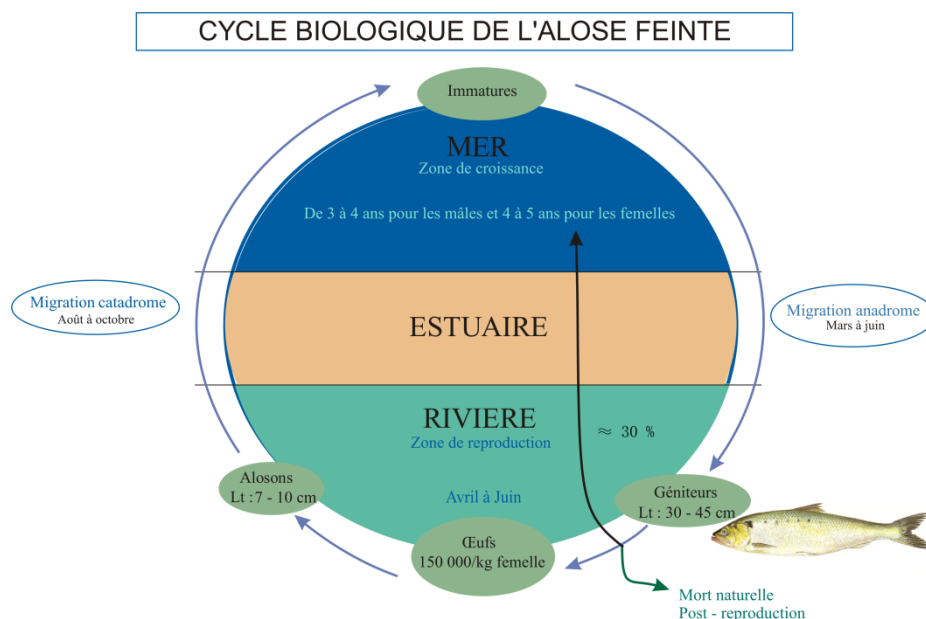 CYCLE BIOLOGIQUE DE L'ALOSE FEINTE
Immatures
MER
Zone de croissance
De 3 à 4 ans pour les mâles et 4 à 5 ans pour les femelles
Migration catadrome
Août à octobre
ESTUAIRE
Migration anadrome
Mars à juin
RIVIERE
Zone de reproduction
≈ 30 %
Alosons
Lt : 7 - 10 cm
Avril à Juin
Géniteurs
Lt : 30 - 45 cm
Œufs
150 000/kg femelle
Mort naturelle
Post - reproduction